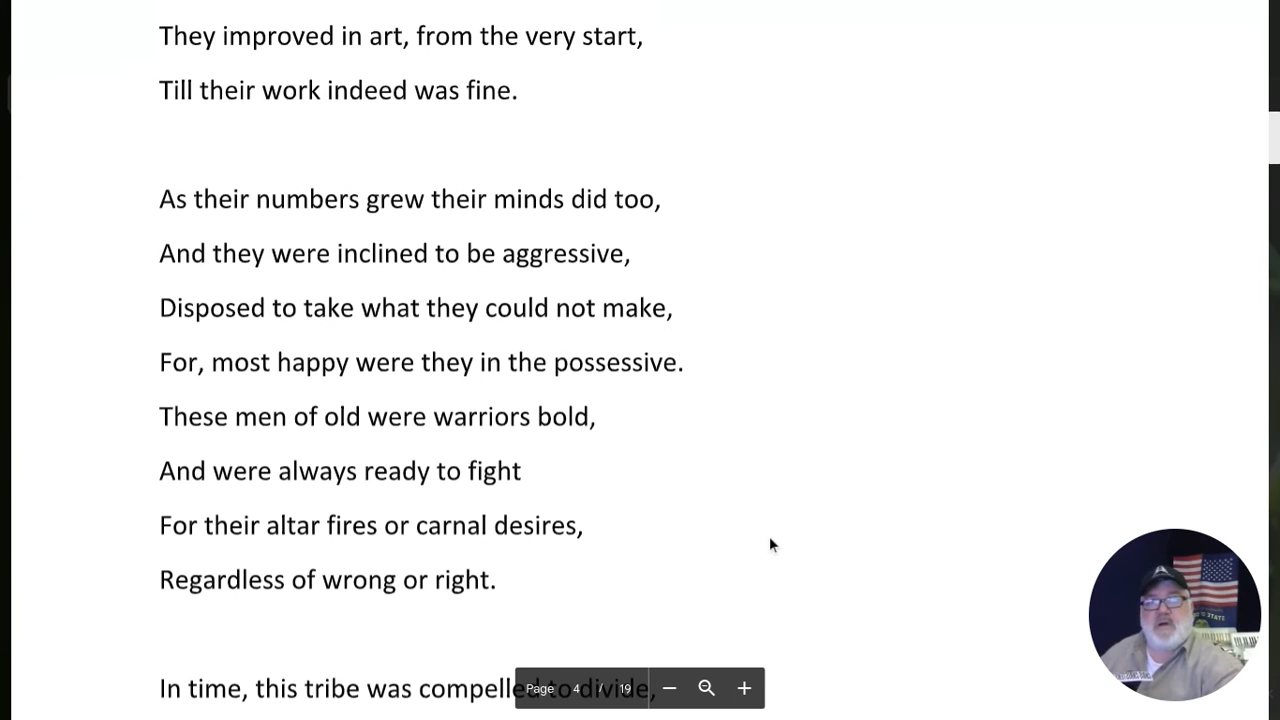 They improved in art, from the very start,
Till their work indeed was fine.
As their numbers grew their minds did too,
And they were inclined to be aggressive,
Disposed to take what they could not make,
For, most happy were they in the possessive.
These men of old were warriors bold,
And were always ready to fight
For their altar fires or carnal desires,
Regardless of wrong or right.
In time, this tribe was compelled to divide,
Page 4 / 19